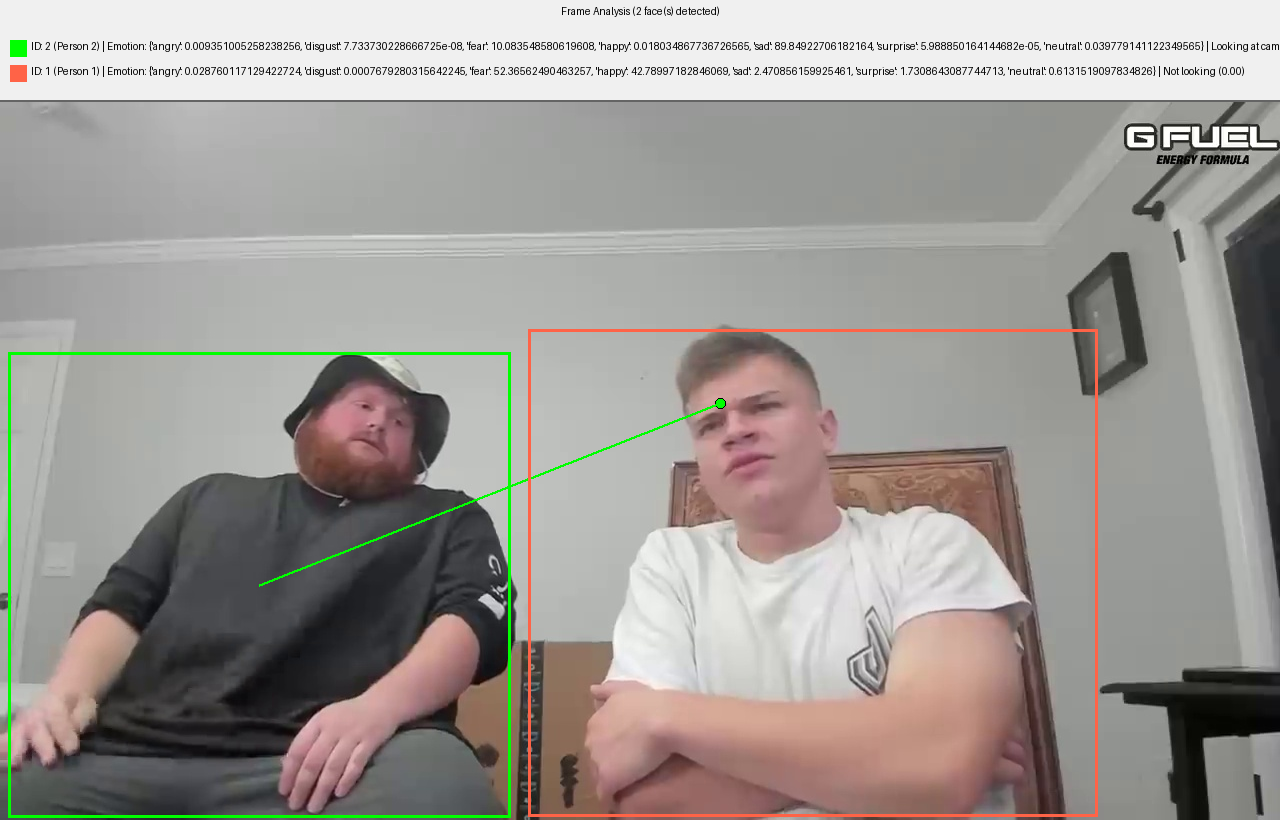 Frame Analysis (2 face(s) detected)
ID: 2 (Person 2) | Emotion: {'angry': 0.009351005258238256, 'disgust': 7.733730228666725e-08, 'fear': 10.083548580619608, 'happy': 0.018034867736726565, 'sad': 89.84922706182164, 'surprise': 5.988850164144682e-05, 'neutral': 0.039779141122349565} | Looking at cam
ID: 1 (Person 1) | Emotion: {'angry': 0.028760117129422724, 'disgust': 0.0007679280315642245, 'fear': 52.36562490463257, 'happy': 42.78997182846069, 'sad': 2.470856159925461, 'surprise': 1.7308643087744713, 'neutral': 0.6131519097834826} | Not looking (0.00)
G FUEL
ENERGY FORMULA